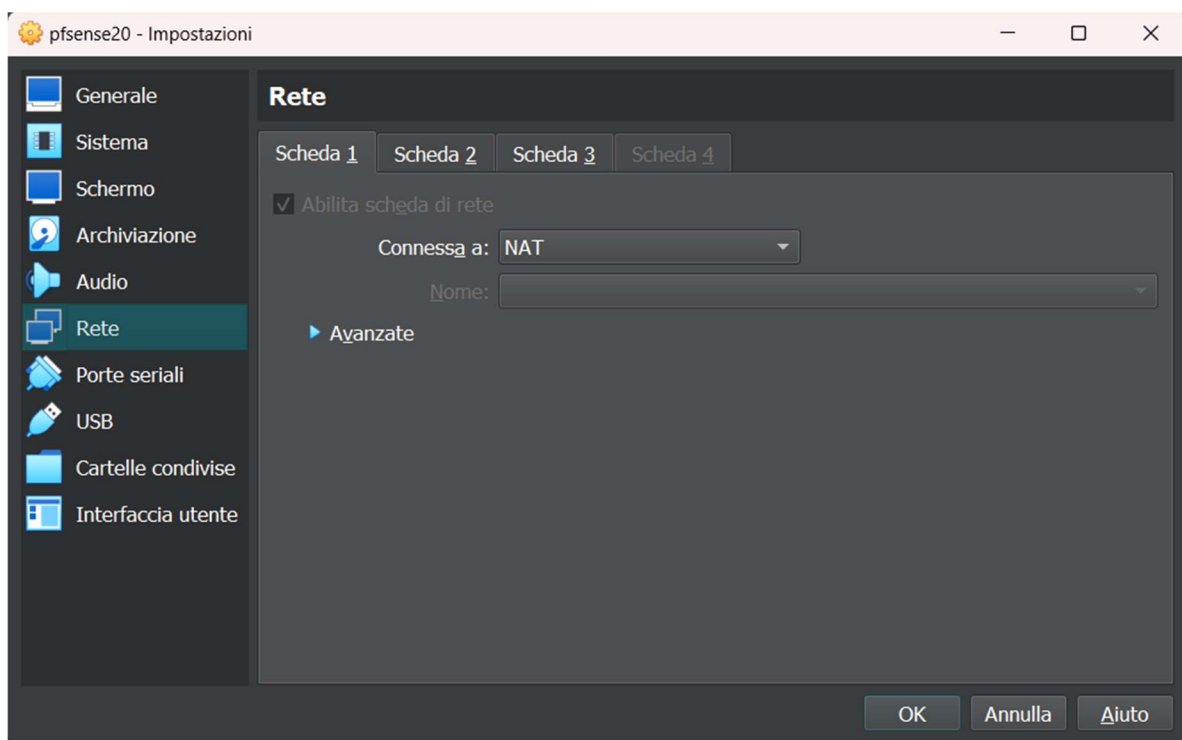 pfsense20 - Impostazioni
Generale
Sistema
Schermo
Archiviazione
Audio
Rete
Porte seriali
USB
Cartelle condivise
Interfaccia utente
Rete
Scheda 1 Scheda 2 Scheda 3 Scheda 4
Abilita scheda di rete
Connessa a: NAT
Nome:
Avanzate
OK Annulla Aiuto